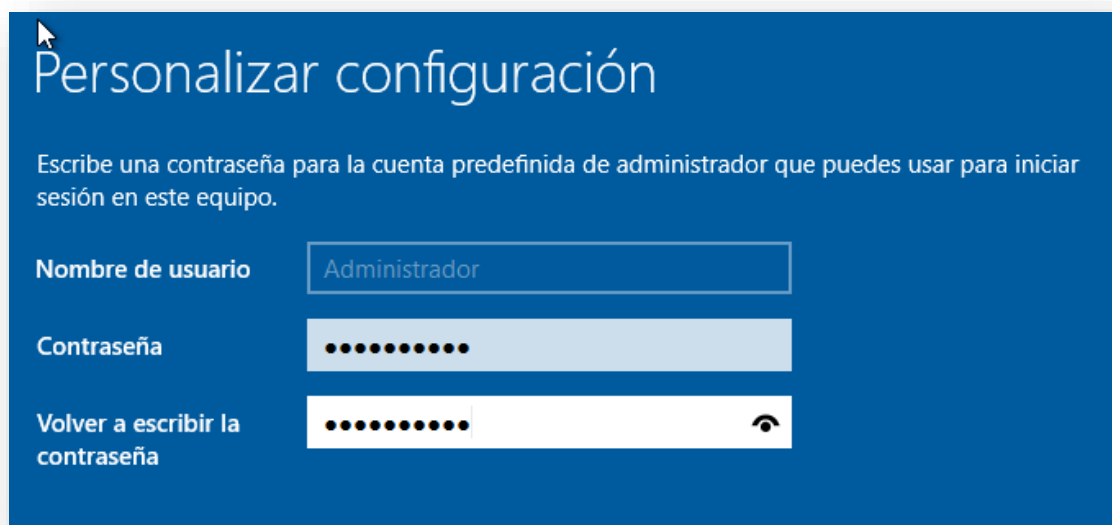 Personalizar configuración
Escribe una contraseña para la cuenta predefinida de administrador que puedes usar para iniciar
sesión en este equipo.
Nombre de usuario
Administrador
Contraseña
••••••••••
Volver a escribir la
contraseña
••••••••••